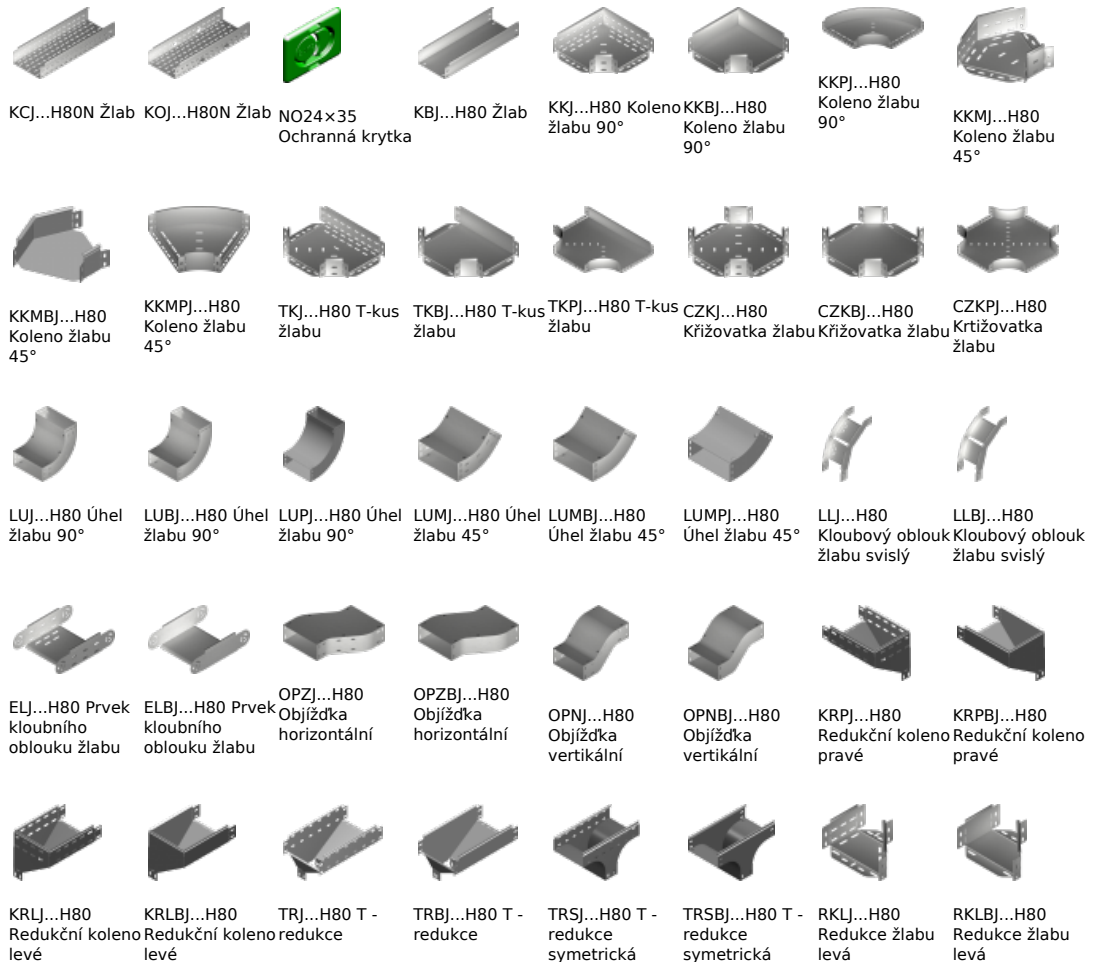 KCJ...H80N Žlab
KOJ...H80N Žlab
NO24×35
Ochranná krytka
KBJ...H80 Žlab
KKJ...H80 Koleno
žlabu 90°
KKBJ...H80
Koleno žlabu
90°
KKPJ...H80
Koleno žlabu
90°
KKMJ...H80
Koleno žlabu
45°
KKMBJ...H80
Koleno žlabu
45°
KKMPJ...H80
Koleno žlabu
45°
TKJ...H80 T-kus
žlabu
TKBJ...H80 T-kus
žlabu
TKPJ...H80 T-kus
žlabu
CZKJ...H80
Křižovatka žlabu
CZKBJ...H80
Křižovatka žlabu
CZKPJ...H80
Krtižovatka
žlabu
LUJ...H80 Úhel
žlabu 90°
LUBJ...H80 Úhel
žlabu 90°
LUPJ...H80 Úhel
žlabu 90°
LUMJ...H80 Úhel
žlabu 45°
LUMBJ...H80
Úhel žlabu 45°
LUMPJ...H80
Úhel žlabu 45°
LLJ...H80
Kloubový oblouk
žlabu svislý
LLBJ...H80
Kloubový oblouk
žlabu svislý
ELJ...H80 Prvek
kloubního
oblouku žlabu
ELBJ...H80 Prvek
kloubního
oblouku žlabu
OPZJ...H80
Objížďka
horizontální
OPZBJ...H80
Objížďka
horizontální
OPNJ...H80
Objížďka
vertikální
OPNBJ...H80
Objížďka
vertikální
KRPJ...H80
Redukční koleno
pravé
KRPBJ...H80
Redukční koleno
pravé
KRLJ...H80
Redukční koleno
levé
KRLBJ...H80
Redukční koleno
levé
TRJ...H80 T -
redukce
TRBJ...H80 T -
redukce
TRSJ...H80 T -
redukce
symetrická
TRSBJ...H80 T -
redukce
symetrická
RKLJ...H80
Redukce žlabu
levá
RKLBJ...H80
Redukce žlabu
levá